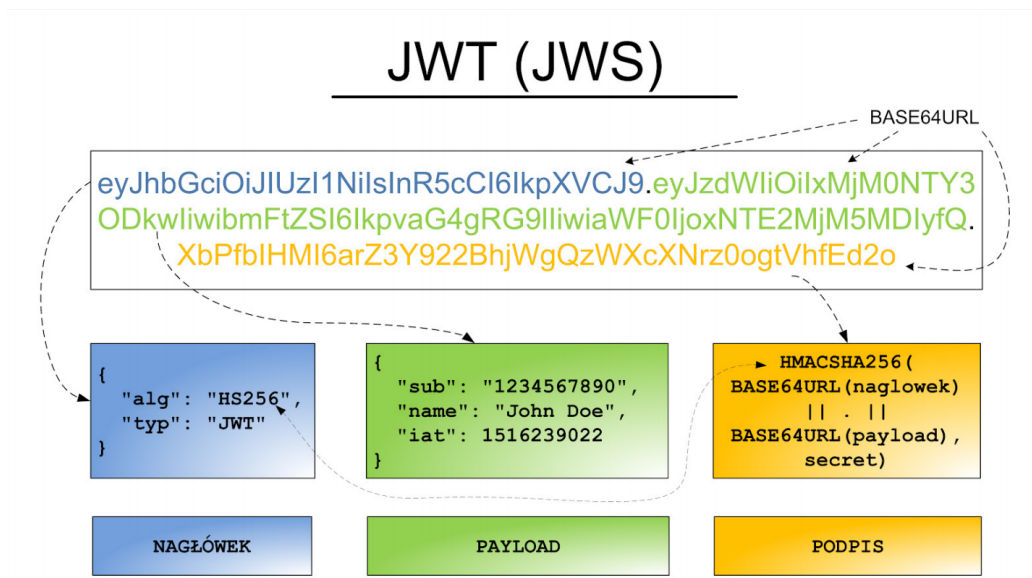 JWT (JWS)
BASE64URL
eyJhbGciOiJIUzI1NiIsInR5cCI6IkpXVCJ9.eyJzdWIiOiIxMjM0NTY3
ODkwIiwibmFtZSI6IkpvaG4gRG9lIiwiaWF0IjoxNTE2MjM5MDIyfQ.
XbPfbIHMI6arZ3Y922BhjWgQzWXcXNrz0ogtVhfEd2o
{
"alg": "HS256",
"typ": "JWT"
}
{
"sub": "1234567890",
"name": "John Doe",
"iat": 1516239022
}
HMACSHA256(
BASE64URL(naglowek)
|| . ||
BASE64URL(payload),
secret)
NAGŁÓWEK
PAYLOAD
PODPIS